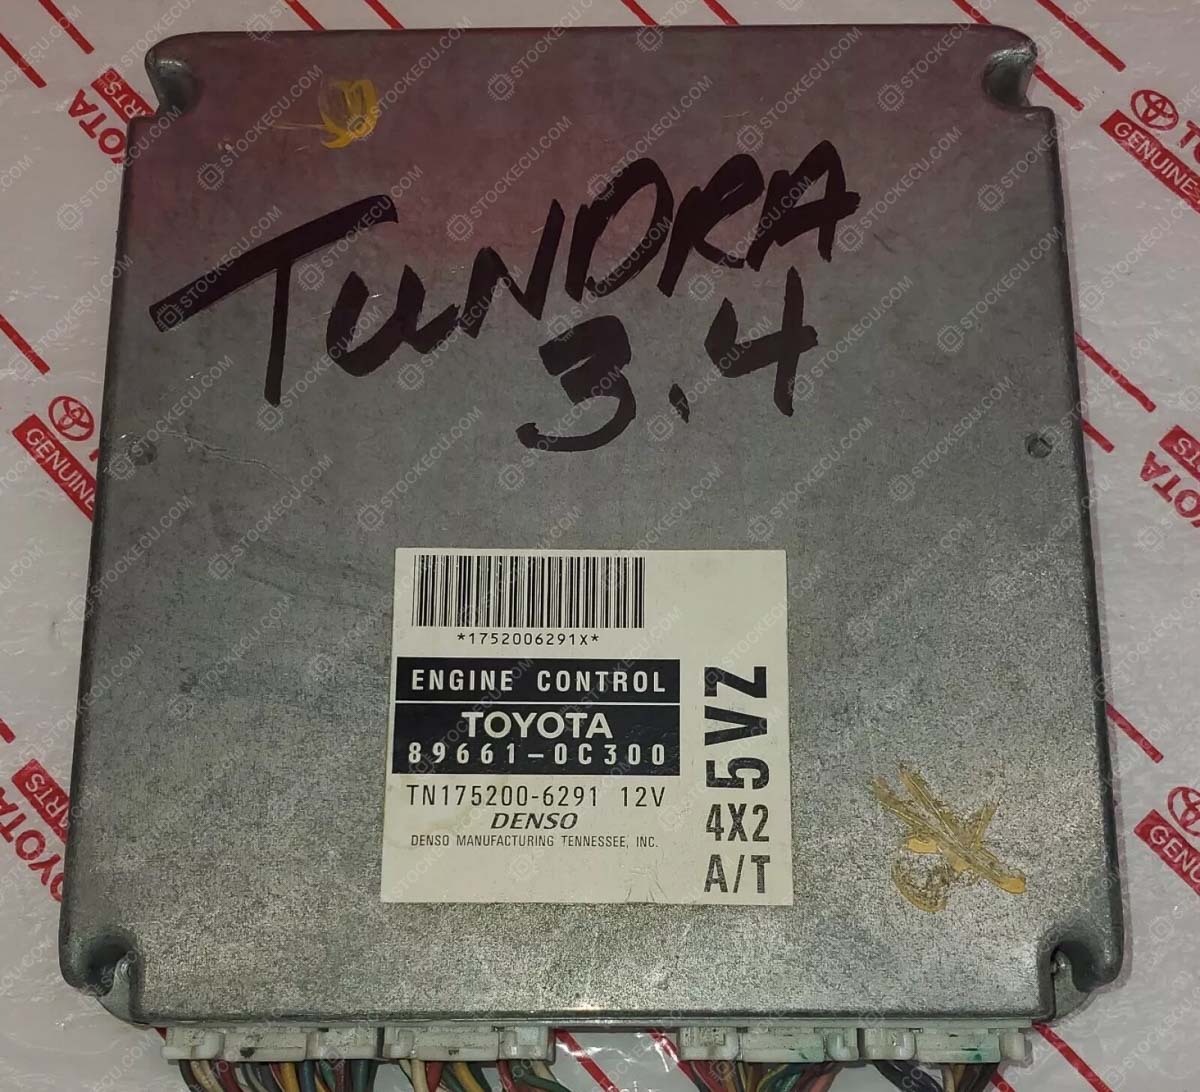 TUNDRA
3.4
*1752006291X*
ENGINE CONTROL
TOYOTA
89661-0C300
TN175200-6291 12V
DENSO
DENSO MANUFACTURING TENNESSEE, INC.
5VZ
4X2
A/T
STOCKECU.COM
TOYOTA
GENUINE
PARTS